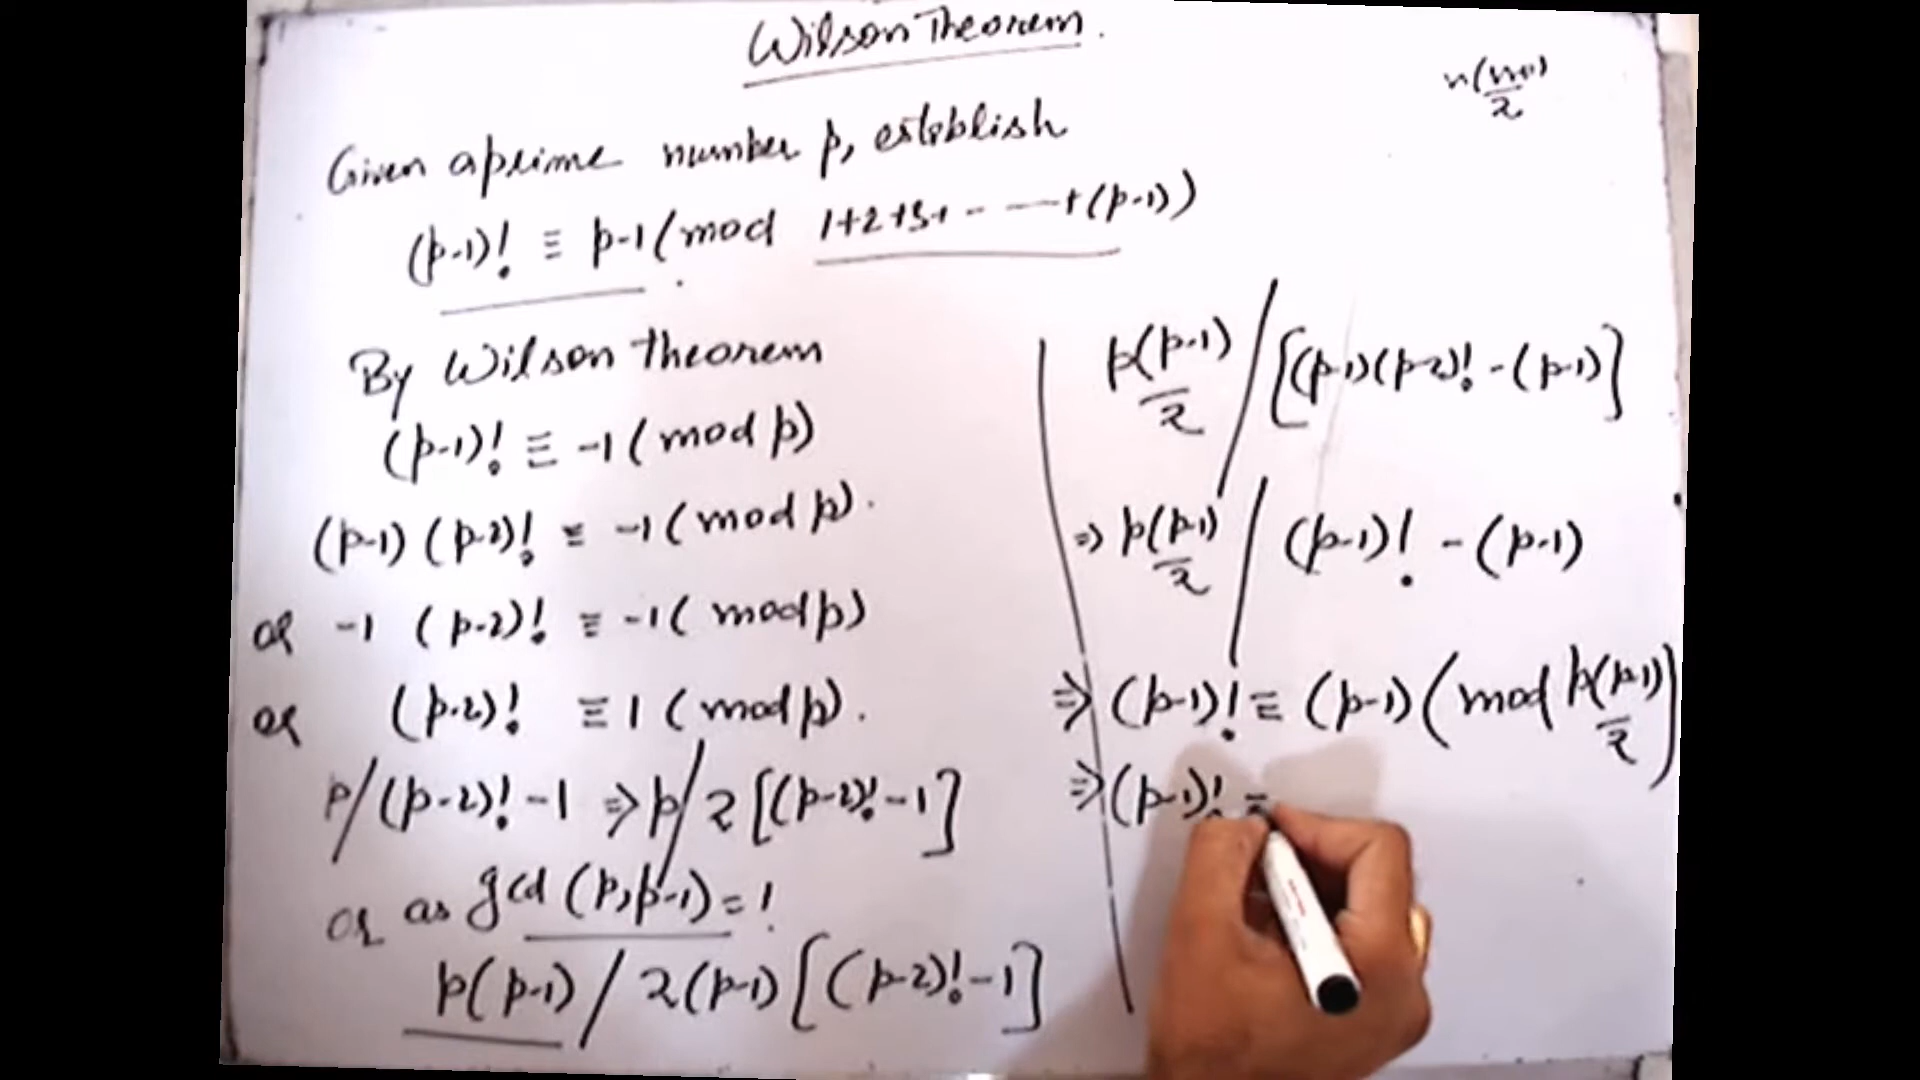 Wilson Theorem.
n(n+1)/2
Given a prime number p, establish
(p-1)! ≡ p-1 (mod 1+2+3+ - - — +(p-1))
By Wilson theorem
(p-1)! ≡ -1 (mod p)
(p-1) (p-2)! ≡ -1 (mod p).
or -1 (p-2)! ≡ -1 (mod p)
or (p-2)! ≡ 1 (mod p).
p/(p-2)! -1 ⇒ p/2[(p-2)! -1]
or as gcd (p,p-1) = 1
p(p-1) / 2(p-1) [(p-2)! -1]
p(p-1)/2 / [(p-1)(p-2)! - (p-1)]
⇒ p(p-1)/2 / (p-1)! - (p-1)
⇒ (p-1)! ≡ (p-1) (mod p(p-1)/2)
⇒ (p-1)! =